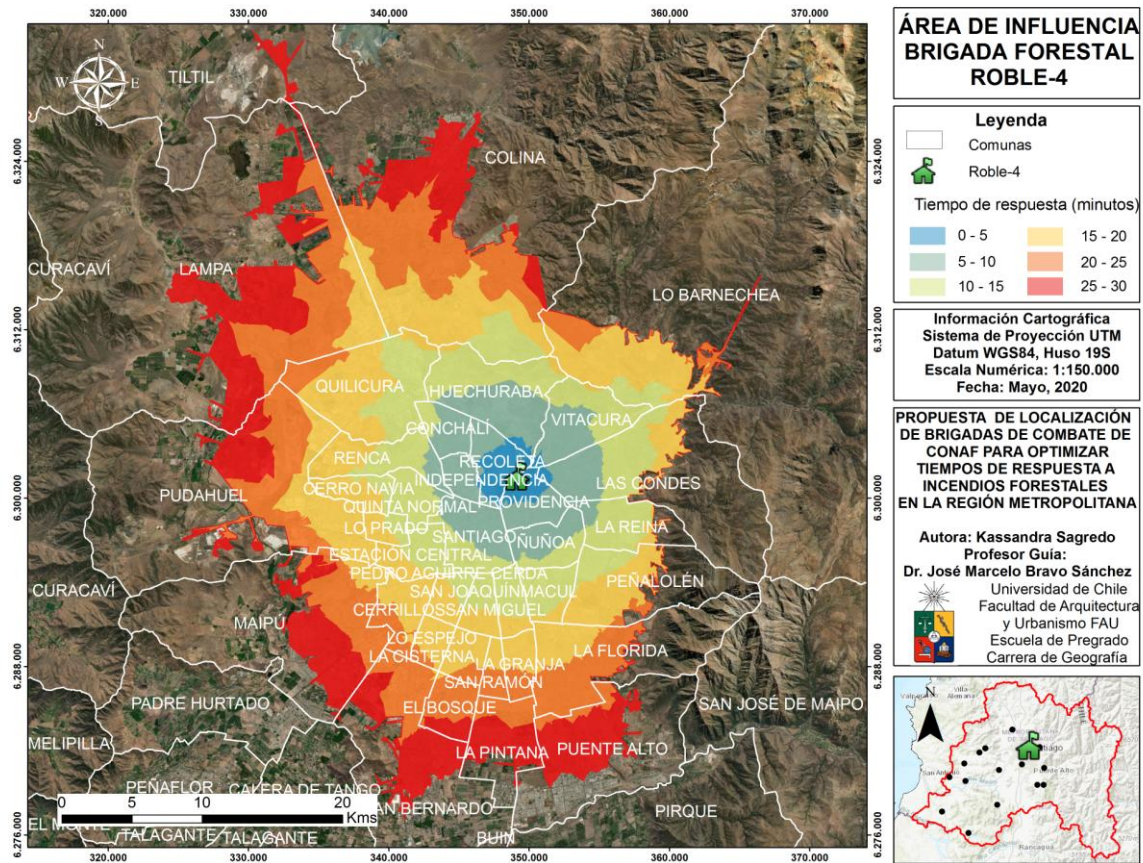 320.000 330.000 340.000 350.000 360.000 370.000
6.324.000
6.312.000
6.300.000
6.288.000
6.276.000
N
W E
S
TILTIL
COLINA
CURACAVÍ
LAMPA
LO BARNECHEA
QUILICURA
HUECHURABA
VITACURA
CONCHALÍ
RENCA
RECOLETA
INDEPENDENCIA
LAS CONDES
CERRO NAVIA
PUDAHUEL
PROVIDENCIA
QUINTA NORMAL
LO PRADO
SANTIAGO
ÑUÑOA
LA REINA
ESTACIÓN CENTRAL
PEDRO AGUIRRE CERDA
PEÑALOLÉN
CURACAVÍ
SAN JOAQUÍN
MACUL
CERRILLOS
SAN MIGUEL
MAIPÚ
LO ESPEJO
LA CISTERNA
LA FLORIDA
LA GRANJA
SAN RAMÓN
PADRE HURTADO
EL BOSQUE
SAN JOSÉ DE MAIPO
MELIPILLA
LA PINTANA
PUENTE ALTO
PEÑAFLOR
CALERA DE TANGO
AN BERNARDO
PIRQUE
EL MONTE
TALAGANTE
TALAGANTE
BUIN
0 5 10 20
Kms
320.000 330.000 340.000 350.000 360.000 370.000
6.324.000
6.312.000
6.300.000
6.288.000
6.276.000
ÁREA DE INFLUENCIA
BRIGADA FORESTAL
ROBLE-4
Leyenda
Comunas
Roble-4
Tiempo de respuesta (minutos)
0 - 5 15 - 20
5 - 10 20 - 25
10 - 15 25 - 30
Información Cartográfica
Sistema de Proyección UTM
Datum WGS84, Huso 19S
Escala Numérica: 1:150.000
Fecha: Mayo, 2020
PROPUESTA DE LOCALIZACIÓN
DE BRIGADAS DE COMBATE DE
CONAF PARA OPTIMIZAR
TIEMPOS DE RESPUESTA A
INCENDIOS FORESTALES
EN LA REGIÓN METROPOLITANA
Autora: Kassandra Sagredo
Profesor Guía:
Dr. José Marcelo Bravo Sánchez
Universidad de Chile
Facultad de Arquitectura
y Urbanismo FAU
Escuela de Pregrado
Carrera de Geografía
N
Villa
Alemana
San Antonio
Puente Alto
Rancagua